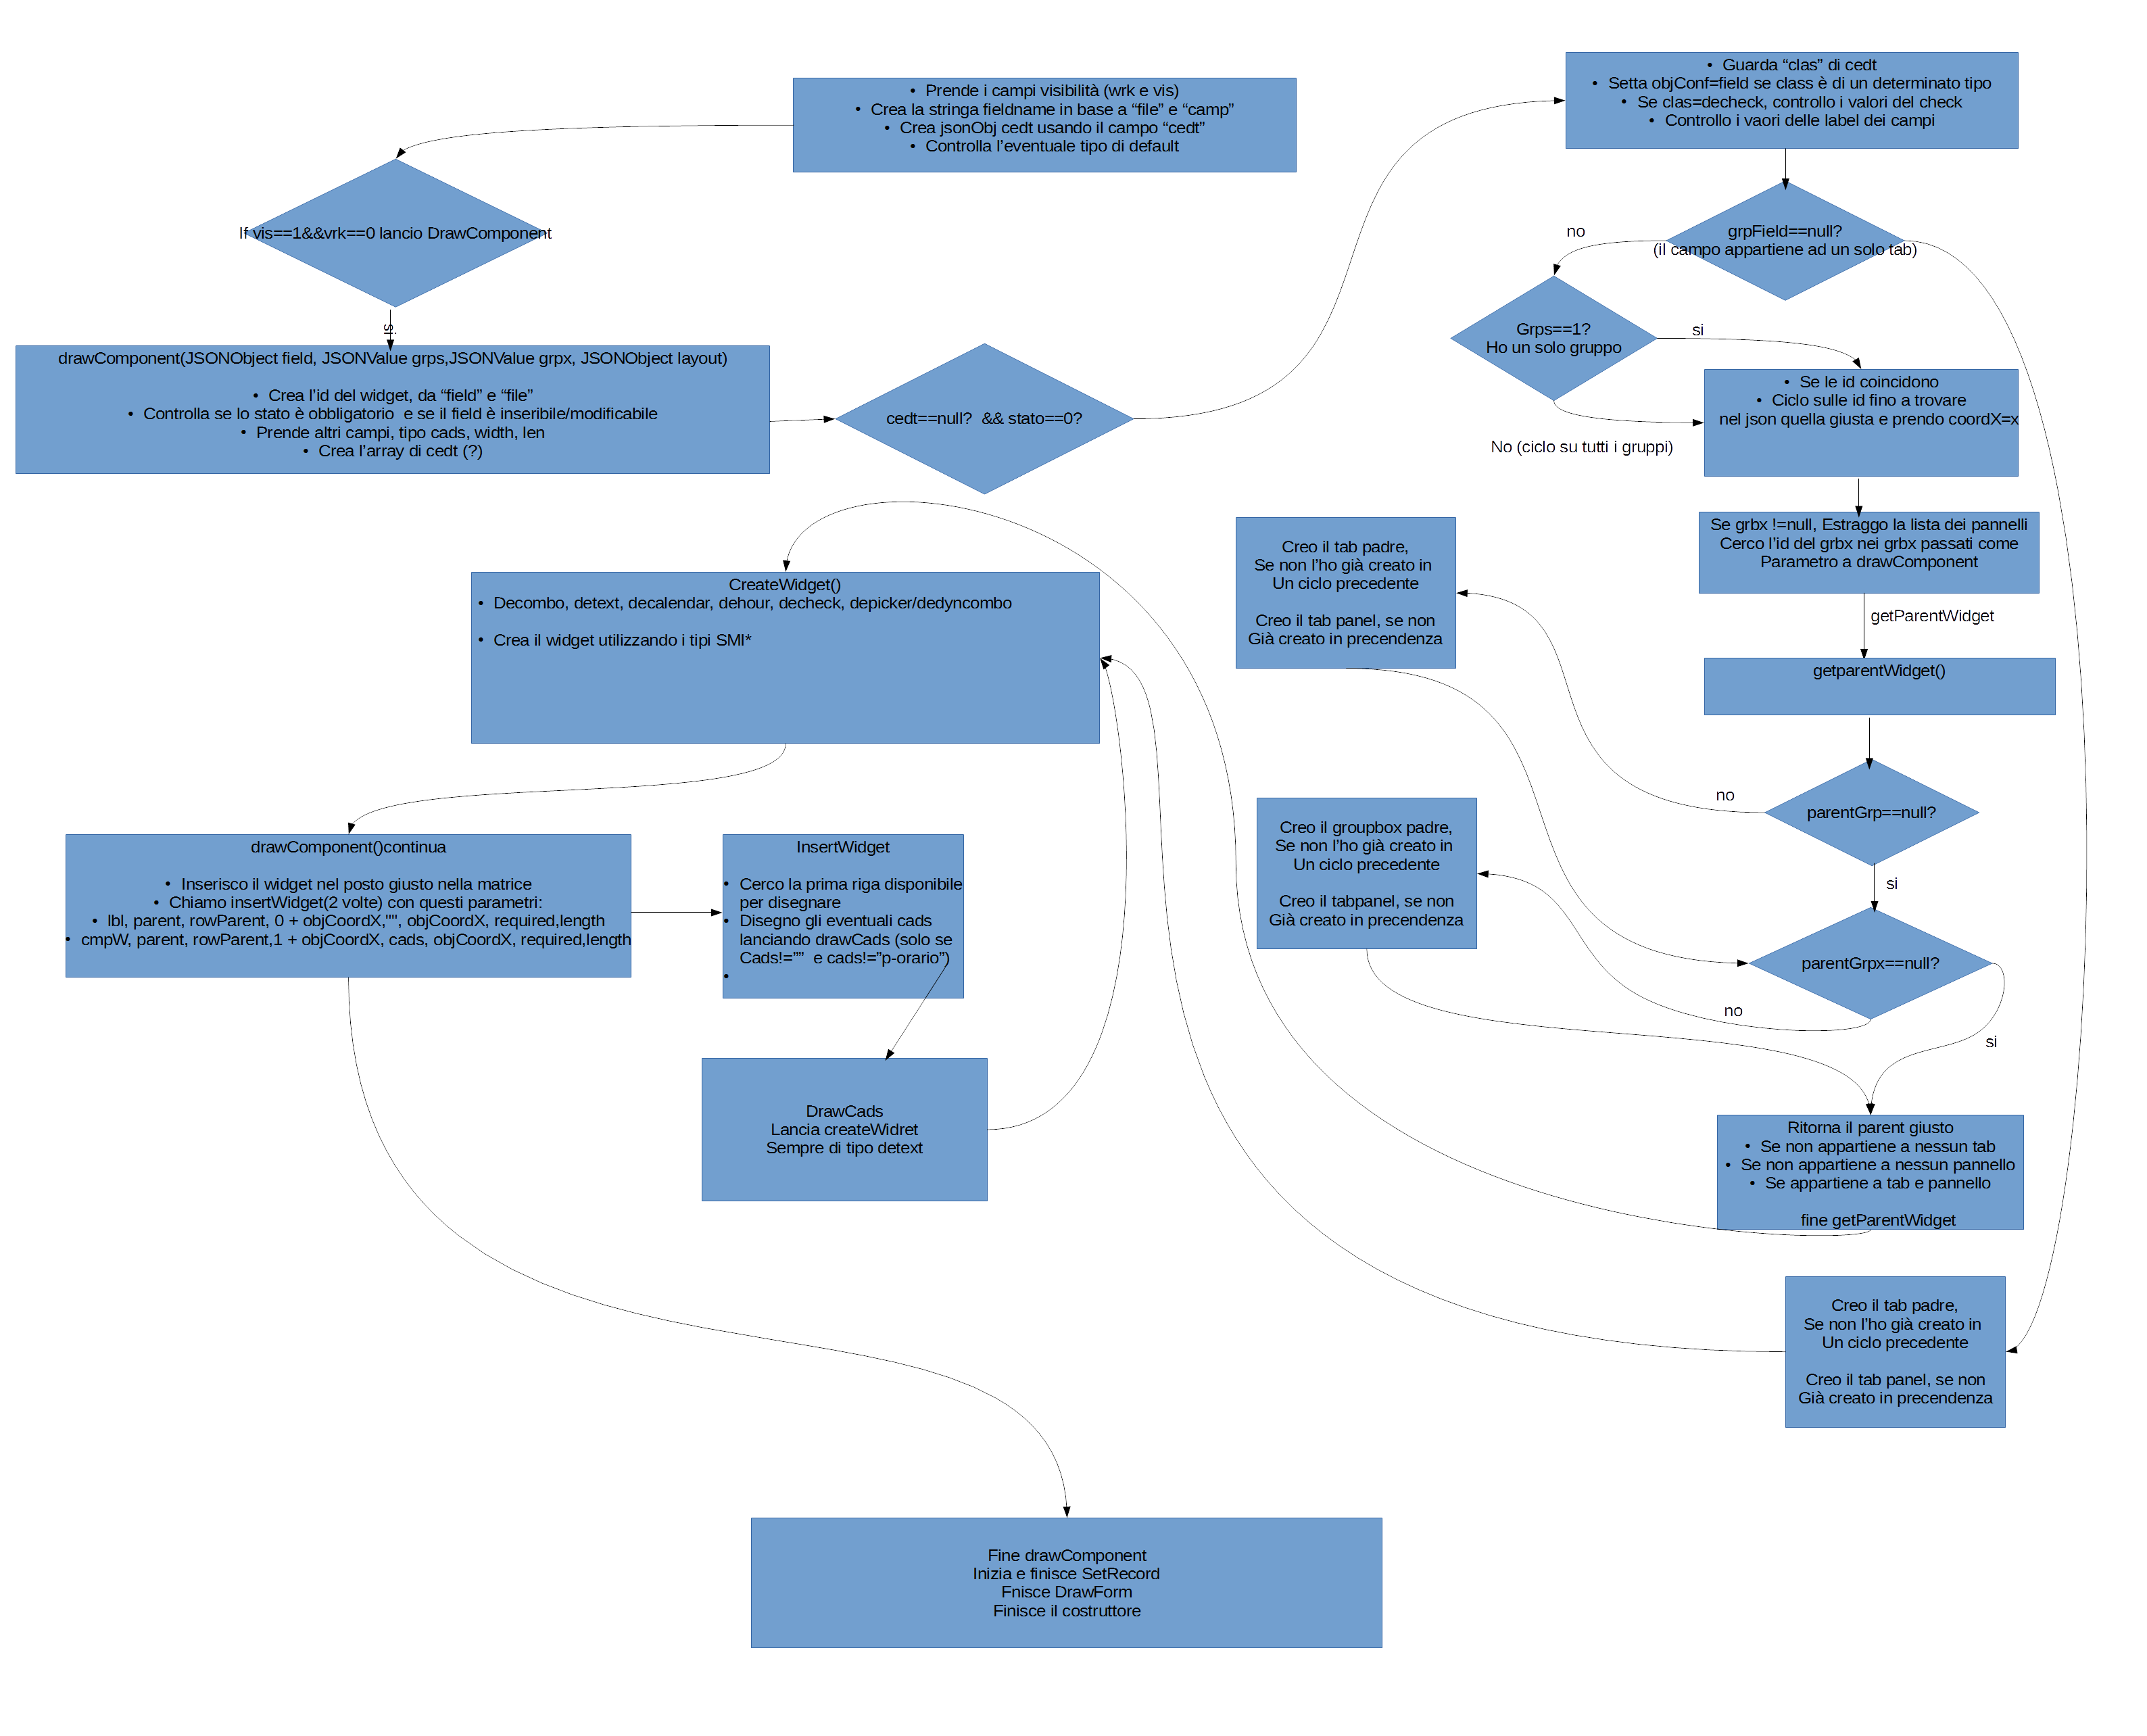 • Prende i campi visibilità (wrk e vis)
• Crea la stringa fieldname in base a “file” e “camp”
• Crea jsonObj cedt usando il campo “cedt”
• Controlla l’eventuale tipo di default
If vis==1&&vrk==0 lancio DrawComponent
si
drawComponent(JSONObject field, JSONValue grps,JSONValue grpx, JSONObject layout)
• Crea l’id del widget, da “field” e “file”
• Controlla se lo stato è obbligatorio e se il field è inseribile/modificabile
• Prende altri campi, tipo cads, width, len
• Crea l’array di cedt (?)
cedt==null? && stato==0?
• Guarda “clas” di cedt
• Setta objConf=field se class è di un determinato tipo
• Se clas=decheck, controllo i valori del check
• Controllo i vaori delle label dei campi
grpField==null?
(il campo appartiene ad un solo tab)
no
Grps==1?
Ho un solo gruppo
si
No (ciclo su tutti i gruppi)
• Se le id coincidono
• Ciclo sulle id fino a trovare
nel json quella giusta e prendo coordX=x
Se grbx !=null, Estraggo la lista dei pannelli
Cerco l’id del grbx nei grbx passati come
Parametro a drawComponent
getParentWidget
getparentWidget()
parentGrp==null?
no
si
Creo il tab padre,
Se non l’ho già creato in
Un ciclo precedente
Creo il tab panel, se non
Già creato in precendenza
parentGrpx==null?
no
si
Creo il groupbox padre,
Se non l’ho già creato in
Un ciclo precedente
Creo il tabpanel, se non
Già creato in precendenza
Ritorna il parent giusto
• Se non appartiene a nessun tab
• Se non appartiene a nessun pannello
• Se appartiene a tab e pannello
fine getParentWidget
Creo il tab padre,
Se non l’ho già creato in
Un ciclo precedente
Creo il tab panel, se non
Già creato in precendenza
CreateWidget()
• Decombo, detext, decalendar, dehour, decheck, depicker/dedyncombo
• Crea il widget utilizzando i tipi SMI*
drawComponent()continua
• Inserisco il widget nel posto giusto nella matrice
• Chiamo insertWidget(2 volte) con questi parametri:
• lbl, parent, rowParent, 0 + objCoordX,"", objCoordX, required,length
• cmpW, parent, rowParent,1 + objCoordX, cads, objCoordX, required,length
InsertWidget
• Cerco la prima riga disponibile
per disegnare
• Disegno gli eventuali cads
lanciando drawCads (solo se
Cads!=”” e cads!=”p-orario”)
•
DrawCads
Lancia createWidret
Sempre di tipo detext
Fine drawComponent
Inizia e finisce SetRecord
Fnisce DrawForm
Finisce il costruttore